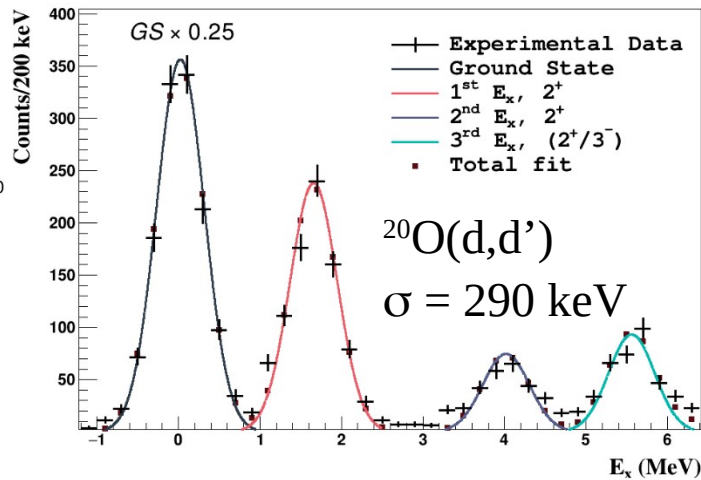 GS × 0.25
Experimental Data
Ground State
1st Ex, 2+
2nd Ex, 2+
3rd Ex, (2+/3−)
Total fit
20O(d,d’)
σ = 290 keV
Counts/200 keV
400
350
300
250
200
150
100
50
0
−1 0 1 2 3 4 5 6
Ex (MeV)